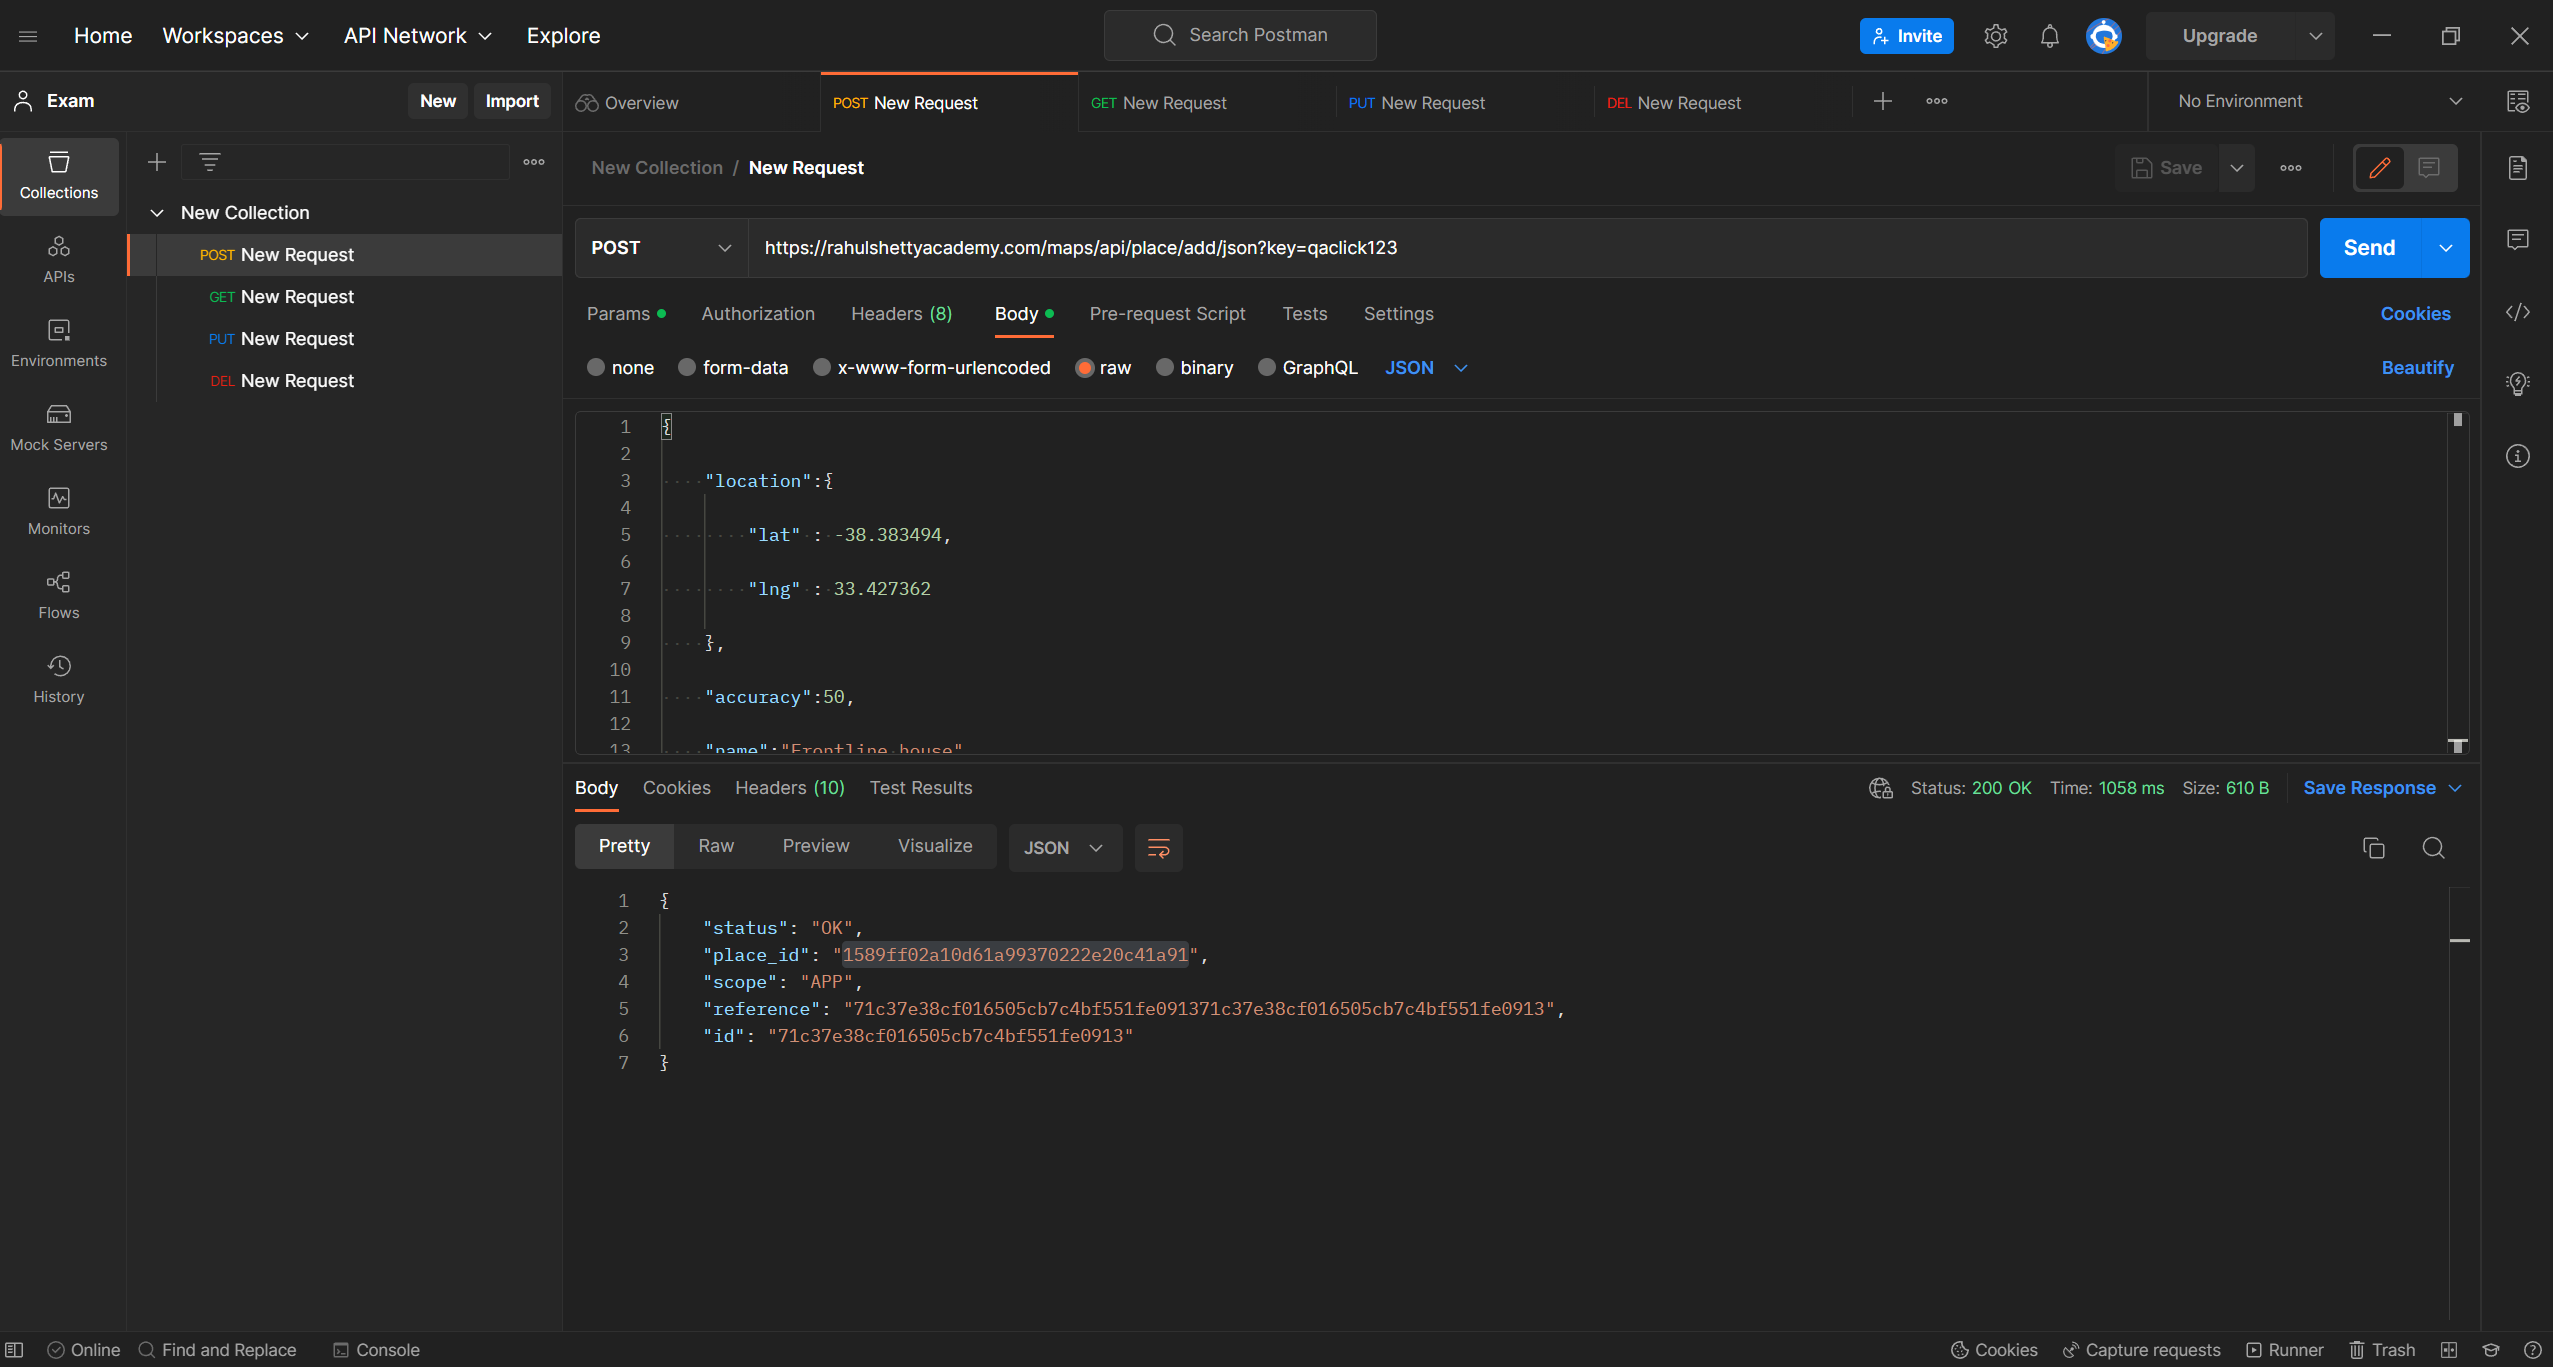 Home Workspaces API Network Explore Search Postman Invite Upgrade
Exam New Import Overview POST New Request GET New Request PUT New Request DEL New Request No Environment
Collections
APIs
Environments
Mock Servers
Monitors
Flows
History
New Collection
POST New Request
GET New Request
PUT New Request
DEL New Request
New Collection / New Request Save
POST https://rahulshettyacademy.com/maps/api/place/add/json?key=qaclick123 Send
Params Authorization Headers (8) Body Pre-request Script Tests Settings Cookies
none form-data x-www-form-urlencoded raw binary GraphQL JSON Beautify
1 {
2
3 "location":{
4
5 "lat" : -38.383494,
6
7 "lng" : 33.427362
8
9 },
10
11 "accuracy":50,
12
13 "name":"Frontline house"
Body Cookies Headers (10) Test Results Status: 200 OK Time: 1058 ms Size: 610 B Save Response
Pretty Raw Preview Visualize JSON
1 {
2 "status": "OK",
3 "place_id": "1589ff02a10d61a99370222e20c41a91",
4 "scope": "APP",
5 "reference": "71c37e38cf016505cb7c4bf551fe091371c37e38cf016505cb7c4bf551fe0913",
6 "id": "71c37e38cf016505cb7c4bf551fe0913"
7 }
Online Find and Replace Console Cookies Capture requests Runner Trash